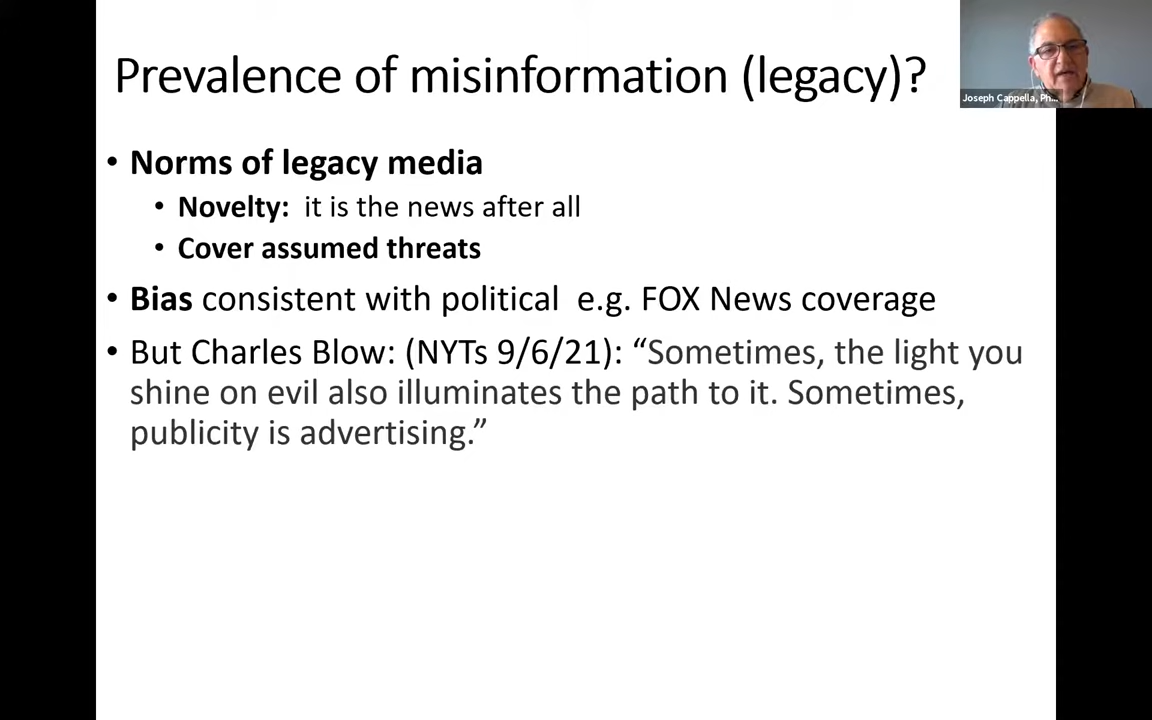 Prevalence of misinformation (legacy)?
Joseph Cappella, Ph...
• Norms of legacy media
• Novelty: it is the news after all
• Cover assumed threats
• Bias consistent with political e.g. FOX News coverage
• But Charles Blow: (NYTs 9/6/21): “Sometimes, the light you
shine on evil also illuminates the path to it. Sometimes,
publicity is advertising.”